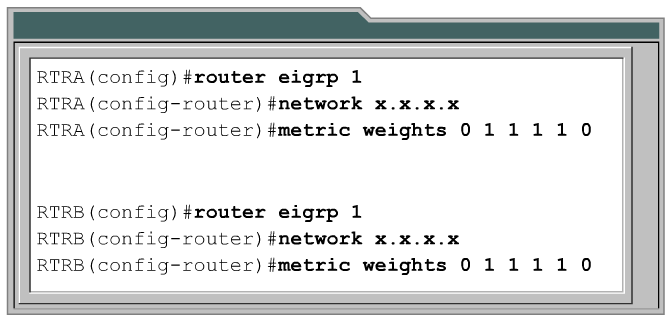 RTRA(config)#router eigrp 1
RTRA(config-router)#network x.x.x.x
RTRA(config-router)#metric weights 0 1 1 1 1 0
RTRB(config)#router eigrp 1
RTRB(config-router)#network x.x.x.x
RTRB(config-router)#metric weights 0 1 1 1 1 0